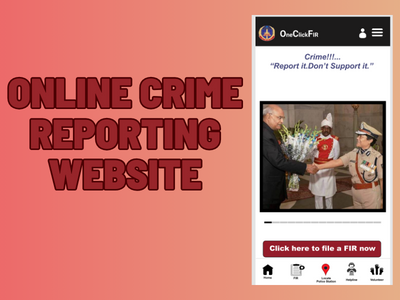 ONLINE CRIME
REPORTING
WEBSITE
OneClickFIR
Crime!!!...
“Report it.Don’t Support it.”
Click here to file a FIR now
Home
FIR
Locate
Police Station
Helpline
Volunteer